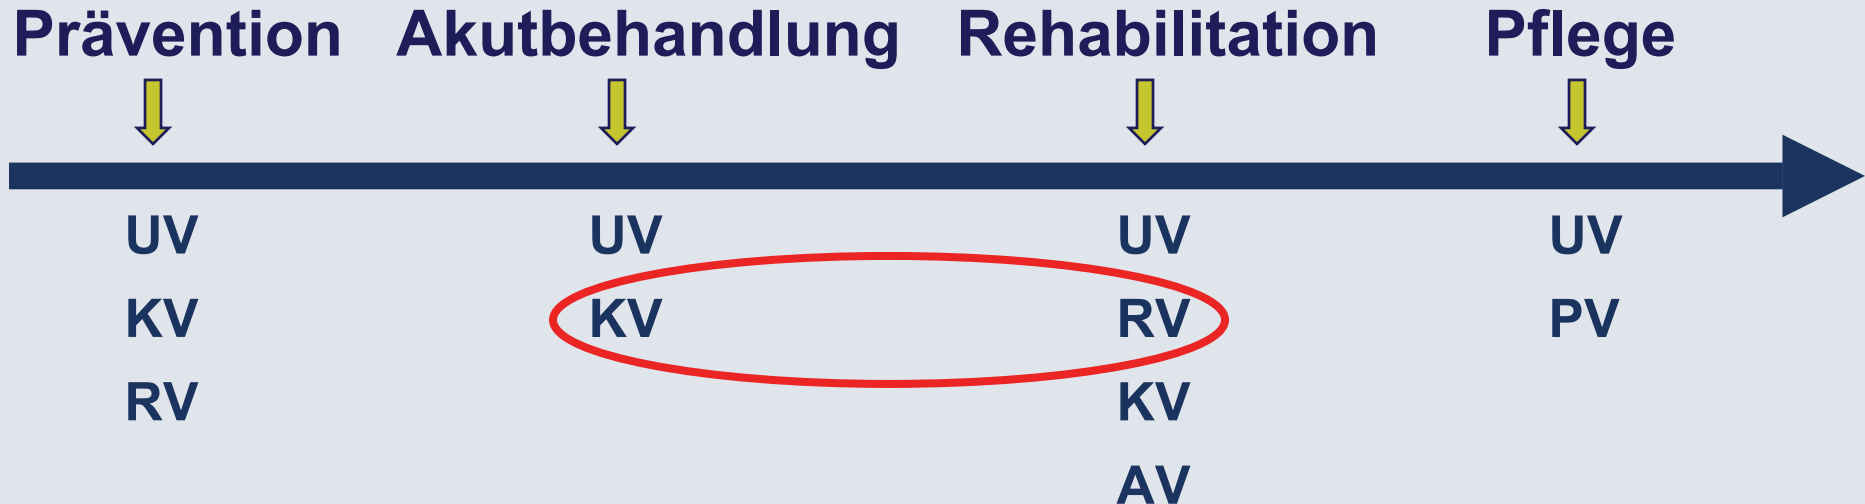 Prävention Akutbehandlung Rehabilitation Pflege
UV UV UV UV
KV KV RV PV
RV KV
AV